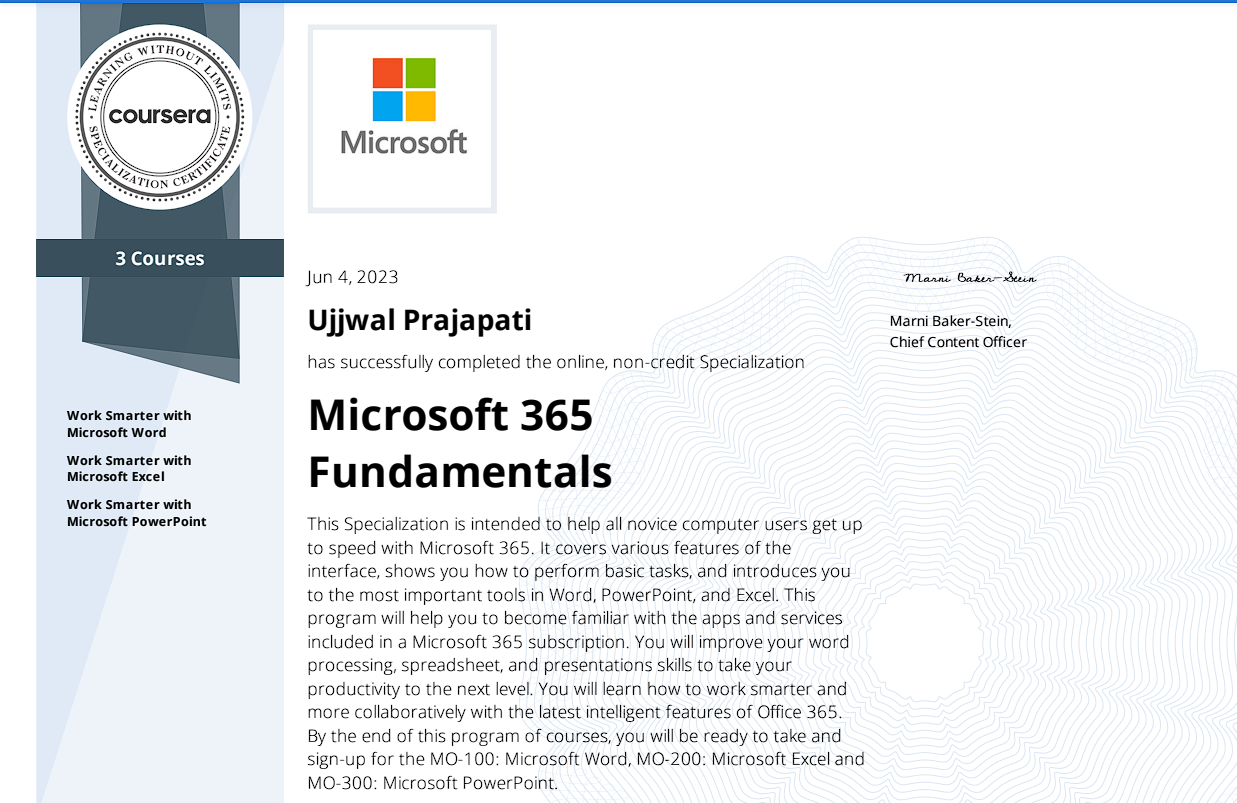 LEARNING WITHOUT LIMITS
coursera
SPECIALIZATION CERTIFICATE
Microsoft
3 Courses
Work Smarter with
Microsoft Word
Work Smarter with
Microsoft Excel
Work Smarter with
Microsoft PowerPoint
Jun 4, 2023
Ujjwal Prajapati
has successfully completed the online, non-credit Specialization
Microsoft 365
Fundamentals
This Specialization is intended to help all novice computer users get up
to speed with Microsoft 365. It covers various features of the
interface, shows you how to perform basic tasks, and introduces you
to the most important tools in Word, PowerPoint, and Excel. This
program will help you to become familiar with the apps and services
included in a Microsoft 365 subscription. You will improve your word
processing, spreadsheet, and presentations skills to take your
productivity to the next level. You will learn how to work smarter and
more collaboratively with the latest intelligent features of Office 365.
By the end of this program of courses, you will be ready to take and
sign-up for the MO-100: Microsoft Word, MO-200: Microsoft Excel and
MO-300: Microsoft PowerPoint.
Marni Baker-Stein
Marni Baker-Stein,
Chief Content Officer